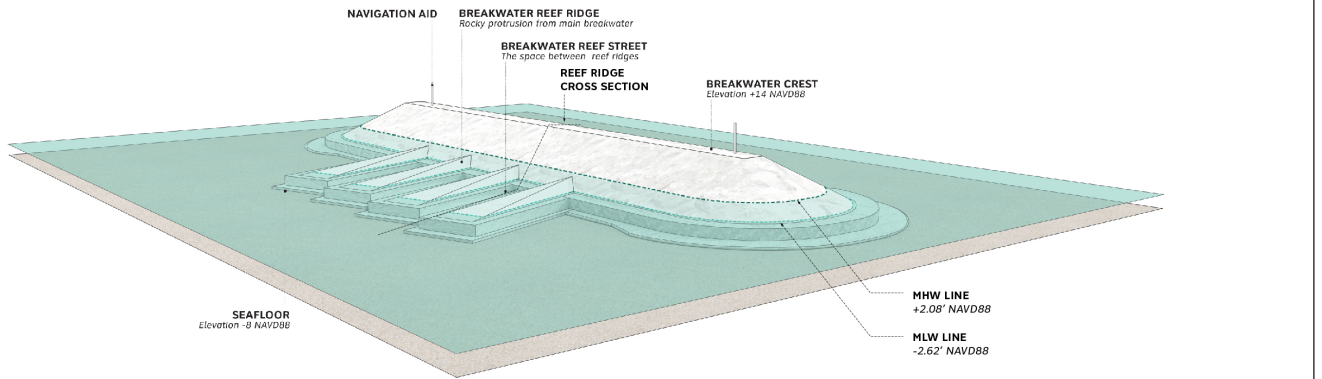 NAVIGATION AID
BREAKWATER REEF RIDGE
Rocky protrusion from main breakwater
BREAKWATER REEF STREET
The space between reef ridges
REEF RIDGE
CROSS SECTION
BREAKWATER CREST
Elevation +14 NAVD88
MHW LINE
+2.08' NAVD88
SEAFLOOR
Elevation -8 NAVD88
MLW LINE
-2.62' NAVD88